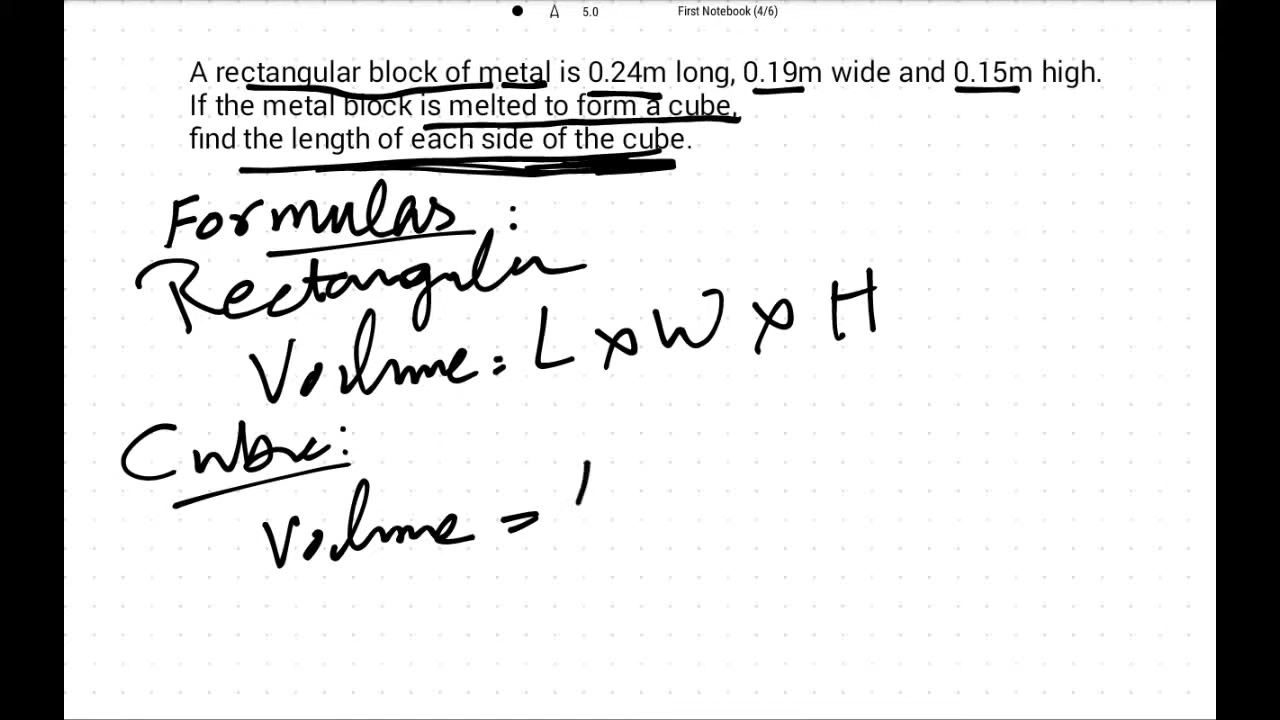 5.0 First Notebook (4/6)
A rectangular block of metal is 0.24m long, 0.19m wide and 0.15m high.
If the metal block is melted to form a cube,
find the length of each side of the cube.
Formulas :
Rectangular
Volume = L x W x H
Cube:
Volume =